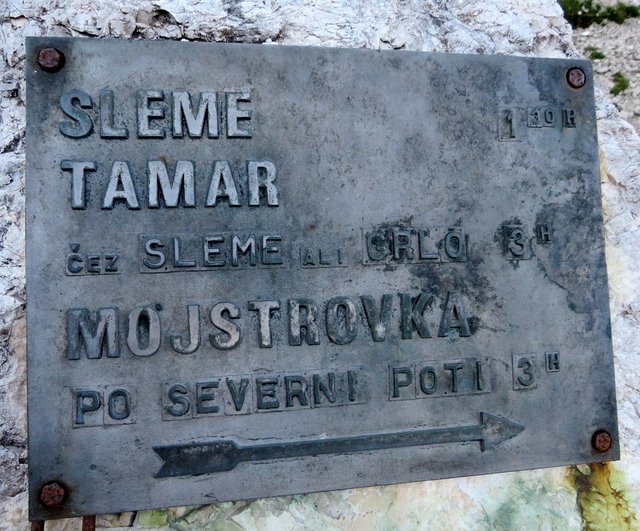 SLEME 1 30 H
TAMAR
ČEZ SLEME ALI GRLO 3 H
MOJSTROVKA
PO SEVERNI POTI 3 H